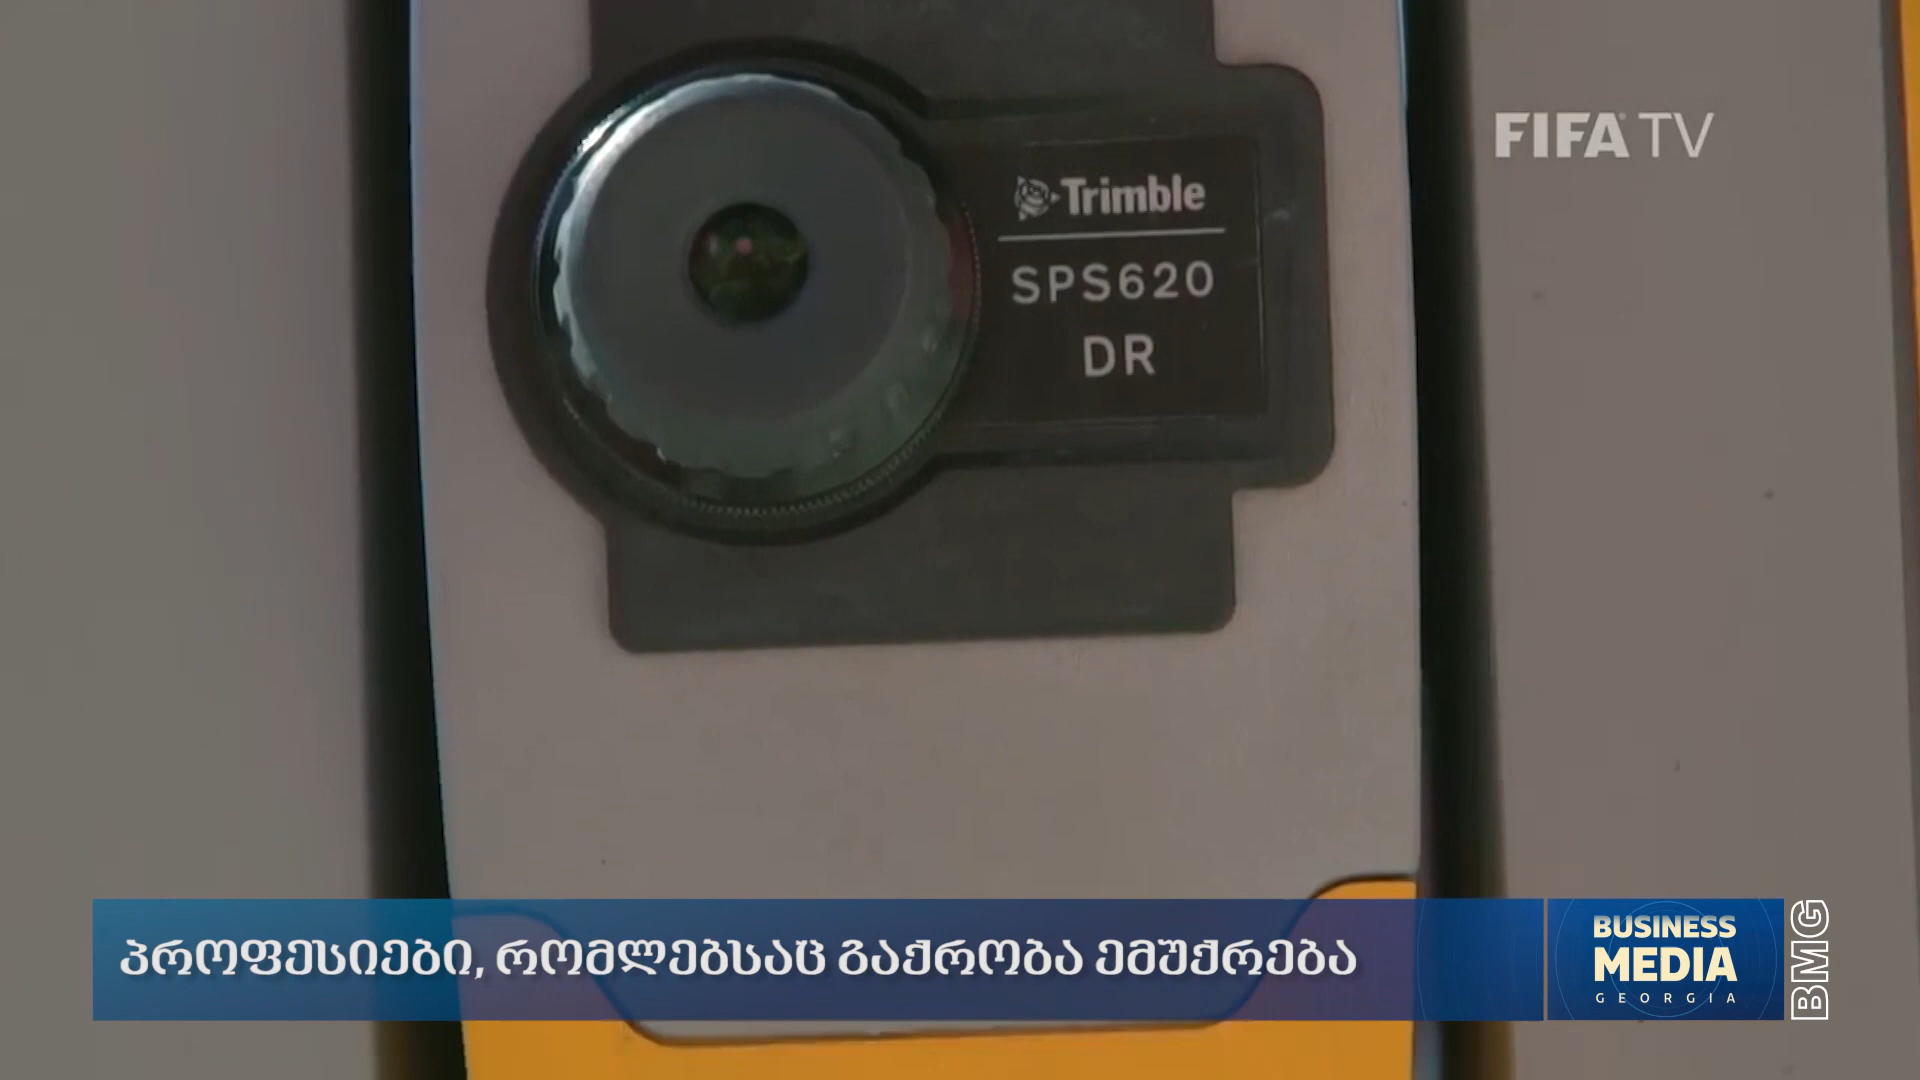 FIFA TV
Trimble
SPS620
DR
პროფესიები, რომლებსაც გაქრობა ემუქრება
BUSINESS
MEDIA
GEORGIA
BMG